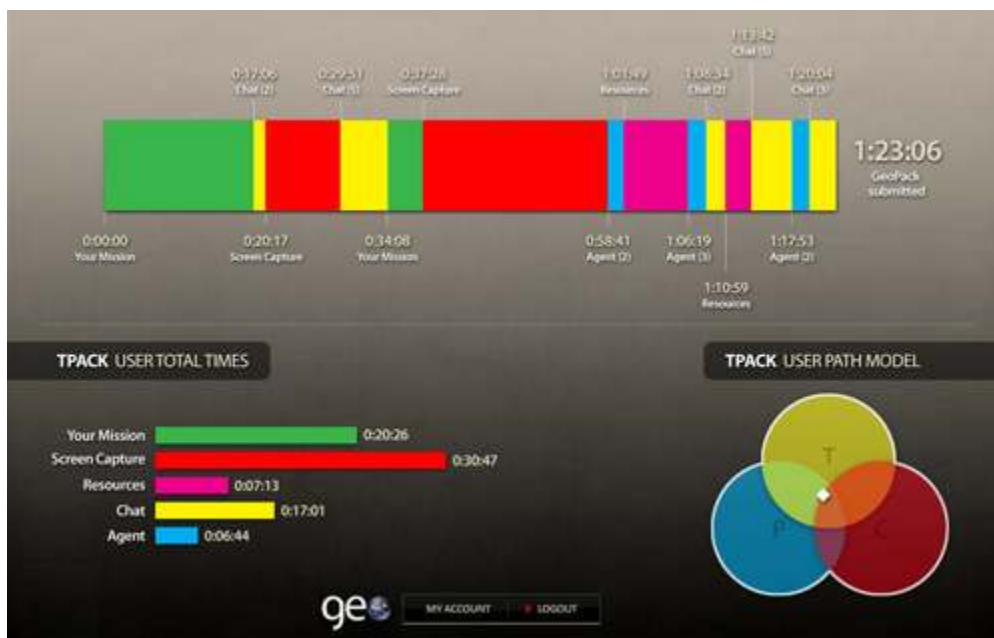 1:13:42
Chat (5)
0:17:06
Chat (2)
0:29:51
Chat (5)
0:37:28
Screen Capture
1:01:49
Resources
1:08:34
Chat (2)
1:20:04
Chat (3)
1:23:06
GeoPack
submitted
0:00:00
Your Mission
0:20:17
Screen Capture
0:34:08
Your Mission
0:58:41
Agent (2)
1:06:19
Agent (3)
1:17:53
Agent (2)
1:10:59
Resources
TPACK USER TOTAL TIMES
TPACK USER PATH MODEL
Your Mission 0:20:26
Screen Capture 0:30:47
Resources 0:07:13
Chat 0:17:01
Agent 0:06:44
T
P
C
geo
MY ACCOUNT
LOGOUT